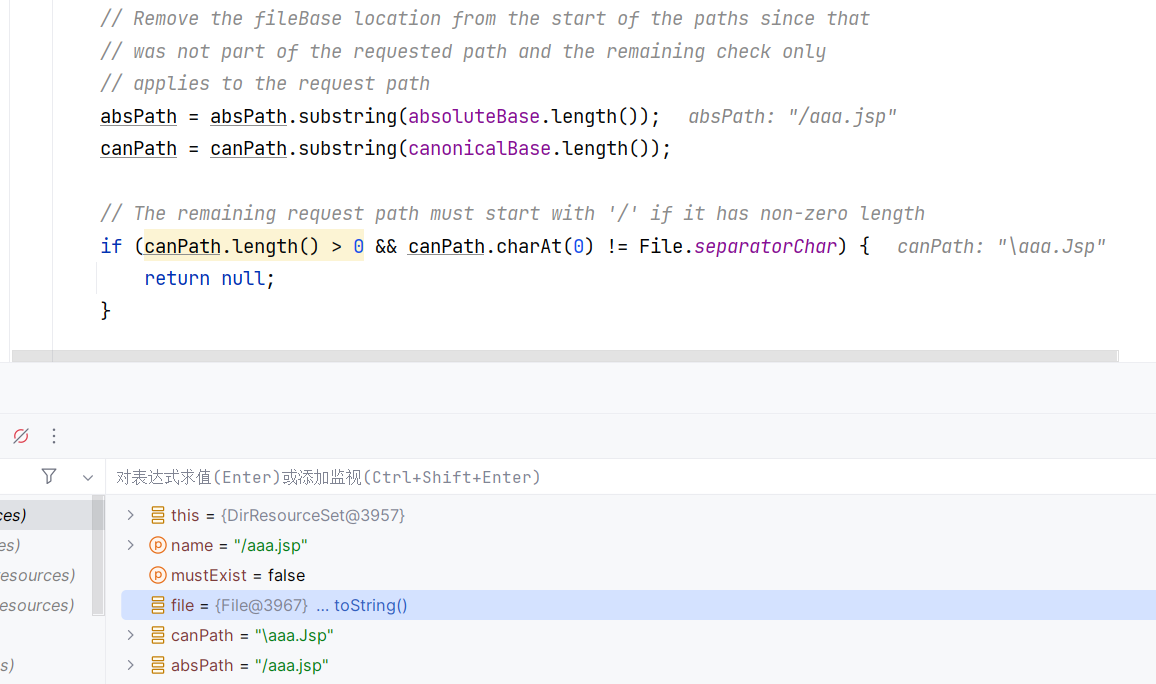 // Remove the fileBase location from the start of the paths since that
// was not part of the requested path and the remaining check only
// applies to the request path
absPath = absPath.substring(absoluteBase.length()); absPath: "/aaa.jsp"
canPath = canPath.substring(canonicalBase.length());
// The remaining request path must start with '/' if it has non-zero length
if (canPath.length() > 0 && canPath.charAt(0) != File.separatorChar) { canPath: "\aaa.Jsp"
return null;
}
对表达式求值(Enter)或添加监视(Ctrl+Shift+Enter)
ces) this = {DirResourceSet@3957}
es) name = "/aaa.jsp"
resources) mustExist = false
esources) file = {File@3967} ... toString()
canPath = "\aaa.Jsp"
s) absPath = "/aaa.jsp"